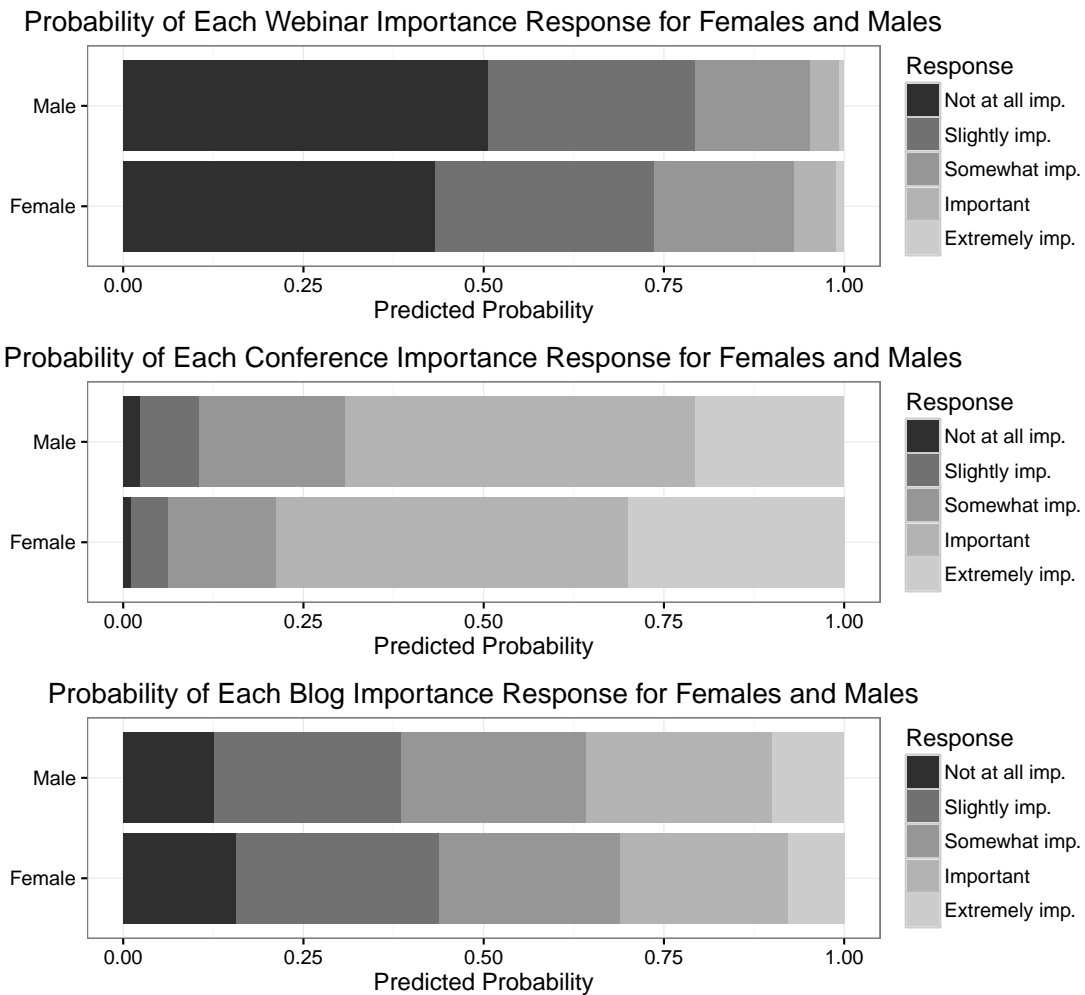 Probability of Each Webinar Importance Response for Females and Males
Male
Female
0.00 0.25 0.50 0.75 1.00
Predicted Probability
Response
Not at all imp.
Slightly imp.
Somewhat imp.
Important
Extremely imp.
Probability of Each Conference Importance Response for Females and Males
Male
Female
0.00 0.25 0.50 0.75 1.00
Predicted Probability
Response
Not at all imp.
Slightly imp.
Somewhat imp.
Important
Extremely imp.
Probability of Each Blog Importance Response for Females and Males
Male
Female
0.00 0.25 0.50 0.75 1.00
Predicted Probability
Response
Not at all imp.
Slightly imp.
Somewhat imp.
Important
Extremely imp.